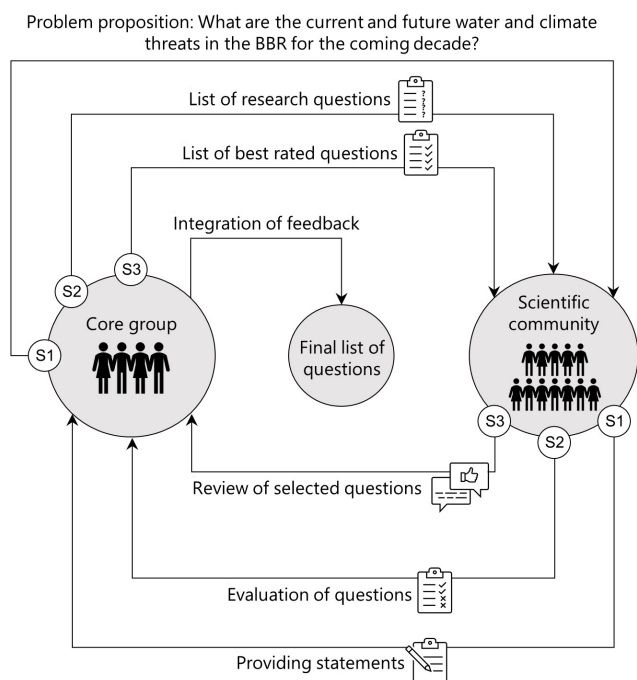 Problem proposition: What are the current and future water and climate
threats in the BBR for the coming decade?
List of research questions
List of best rated questions
Integration of feedback
S3
S2
S1
Core group
Final list of
questions
Scientific
community
S3
S2
S1
Review of selected questions
Evaluation of questions
Providing statements